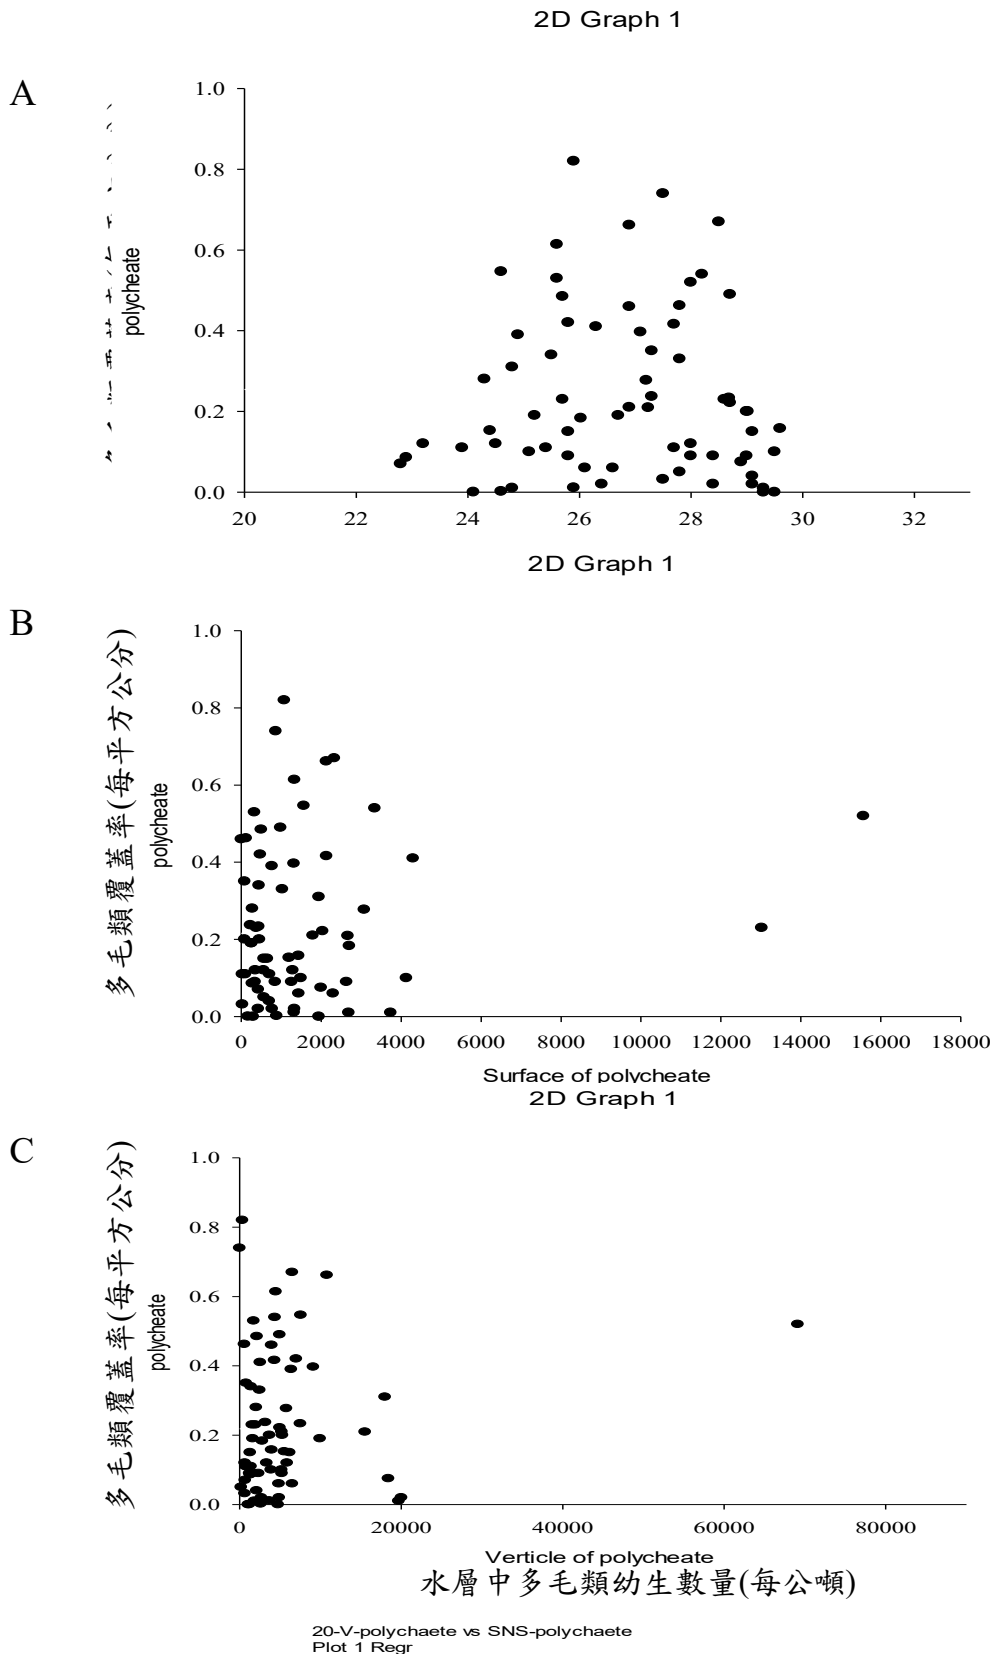 2D Graph 1
A
polycheate
1.0
0.8
0.6
0.4
0.2
0.0
20 22 24 26 28 30 32
2D Graph 1
B
多毛類覆蓋率(每平方公分)
polycheate
1.0
0.8
0.6
0.4
0.2
0.0
0 2000 4000 6000 8000 10000 12000 14000 16000 18000
Surface of polycheate
2D Graph 1
C
多毛類覆蓋率(每平方公分)
polycheate
1.0
0.8
0.6
0.4
0.2
0.0
0 20000 40000 60000 80000
Verticle of polycheate
水層中多毛類幼生數量(每公噸)
20-V-polychaete vs SNS-polychaete
Plot 1 Regr